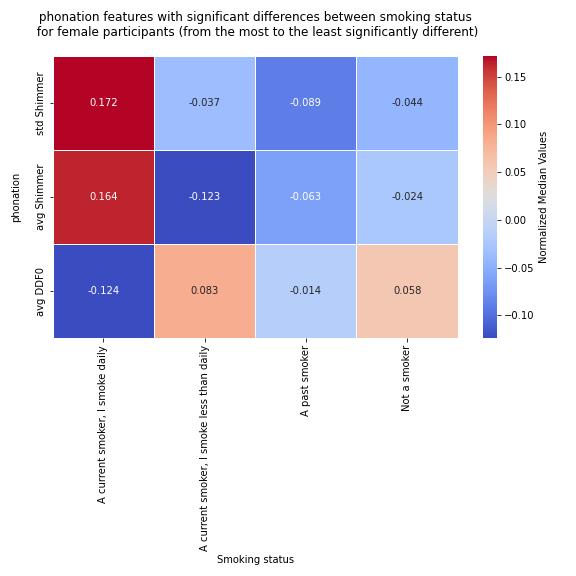 phonation features with significant differences between smoking status
for female participants (from the most to the least significantly different)
phonation
std Shimmer
0.172
-0.037
-0.089
-0.044
avg Shimmer
0.164
-0.123
-0.063
-0.024
avg DDF0
-0.124
0.083
-0.014
0.058
A current smoker, I smoke daily
A current smoker, I smoke less than daily
A past smoker
Not a smoker
Smoking status
0.15
0.10
0.05
0.00
−0.05
−0.10
Normalized Median Values